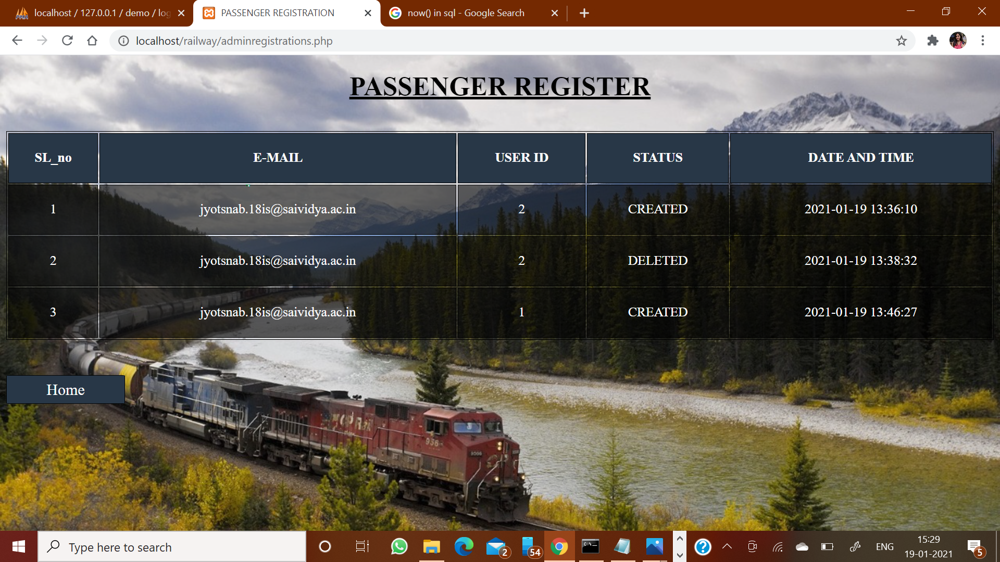 localhost / 127.0.0.1 / demo / log
PASSENGER REGISTRATION
now() in sql - Google Search
localhost/railway/adminregistrations.php
PASSENGER REGISTER
SL_no E-MAIL USER ID STATUS DATE AND TIME
1 jyotsnab.18is@saividya.ac.in 2 CREATED 2021-01-19 13:36:10
2 jyotsnab.18is@saividya.ac.in 2 DELETED 2021-01-19 13:38:32
3 jyotsnab.18is@saividya.ac.in 1 CREATED 2021-01-19 13:46:27
Home
Type here to search
2
54
ENG
15:29
19-01-2021
5